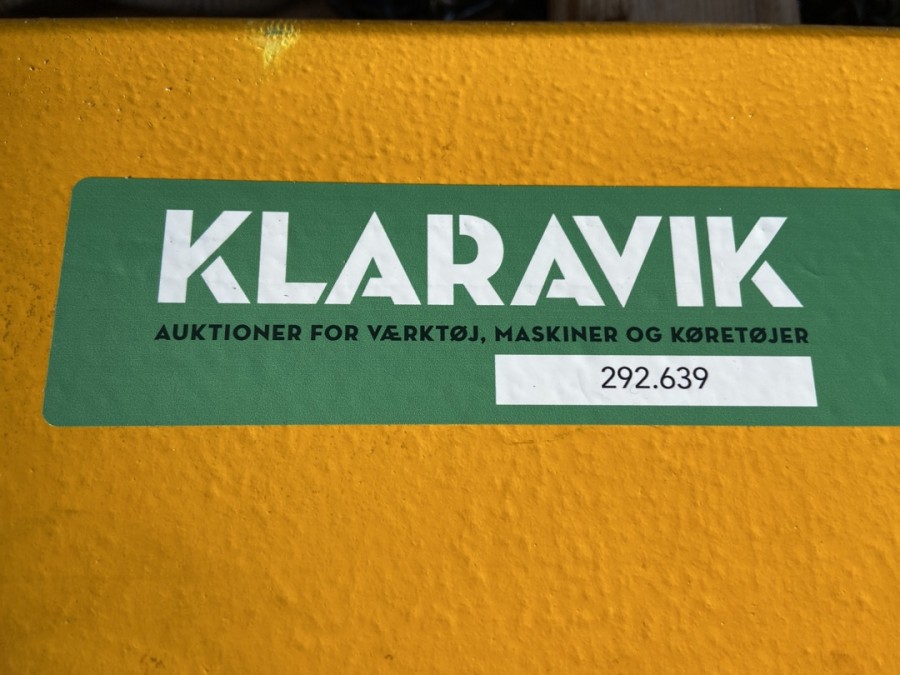 KLARAVIK
AUKTIONER FOR VÆRKTØJ, MASKINER OG KØRETØJER
292.639